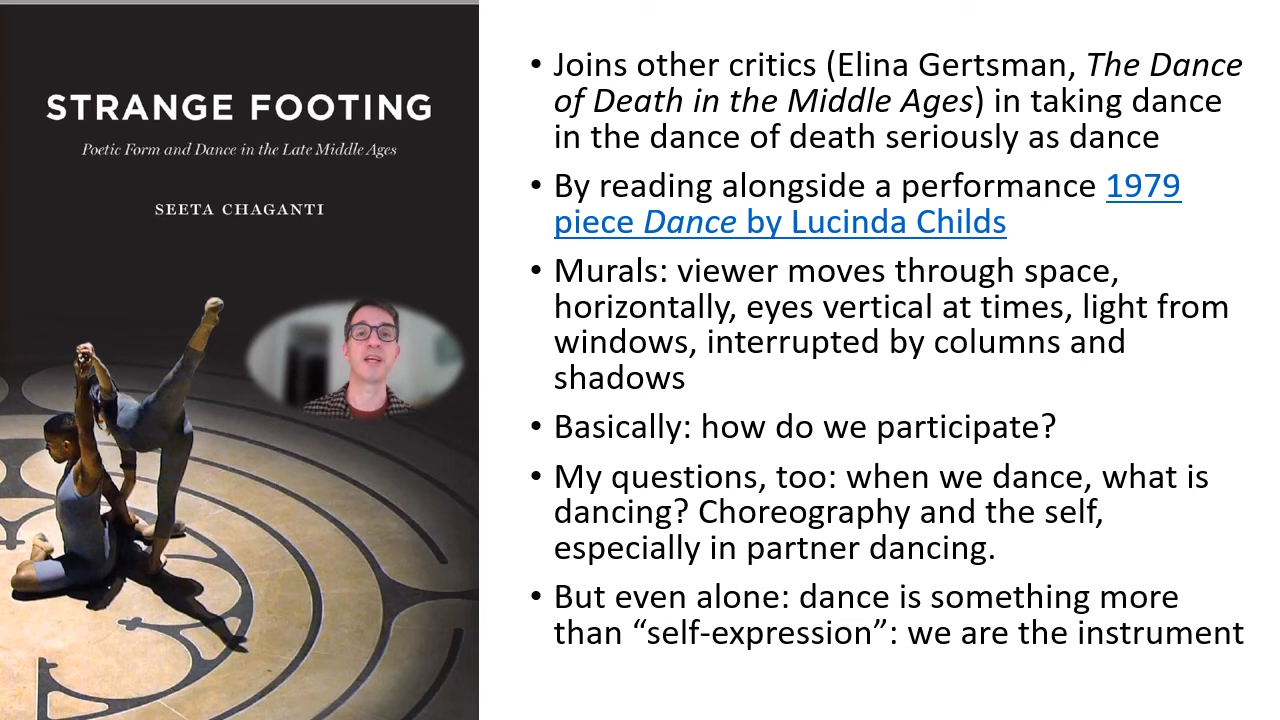 STRANGE FOOTING
Poetic Form and Dance in the Late Middle Ages
SEETA CHAGANTI
• Joins other critics (Elina Gertsman, The Dance
of Death in the Middle Ages) in taking dance
in the dance of death seriously as dance
• By reading alongside a performance 1979
piece Dance by Lucinda Childs
• Murals: viewer moves through space,
horizontally, eyes vertical at times, light from
windows, interrupted by columns and
shadows
• Basically: how do we participate?
• My questions, too: when we dance, what is
dancing? Choreography and the self,
especially in partner dancing.
• But even alone: dance is something more
than “self-expression”: we are the instrument